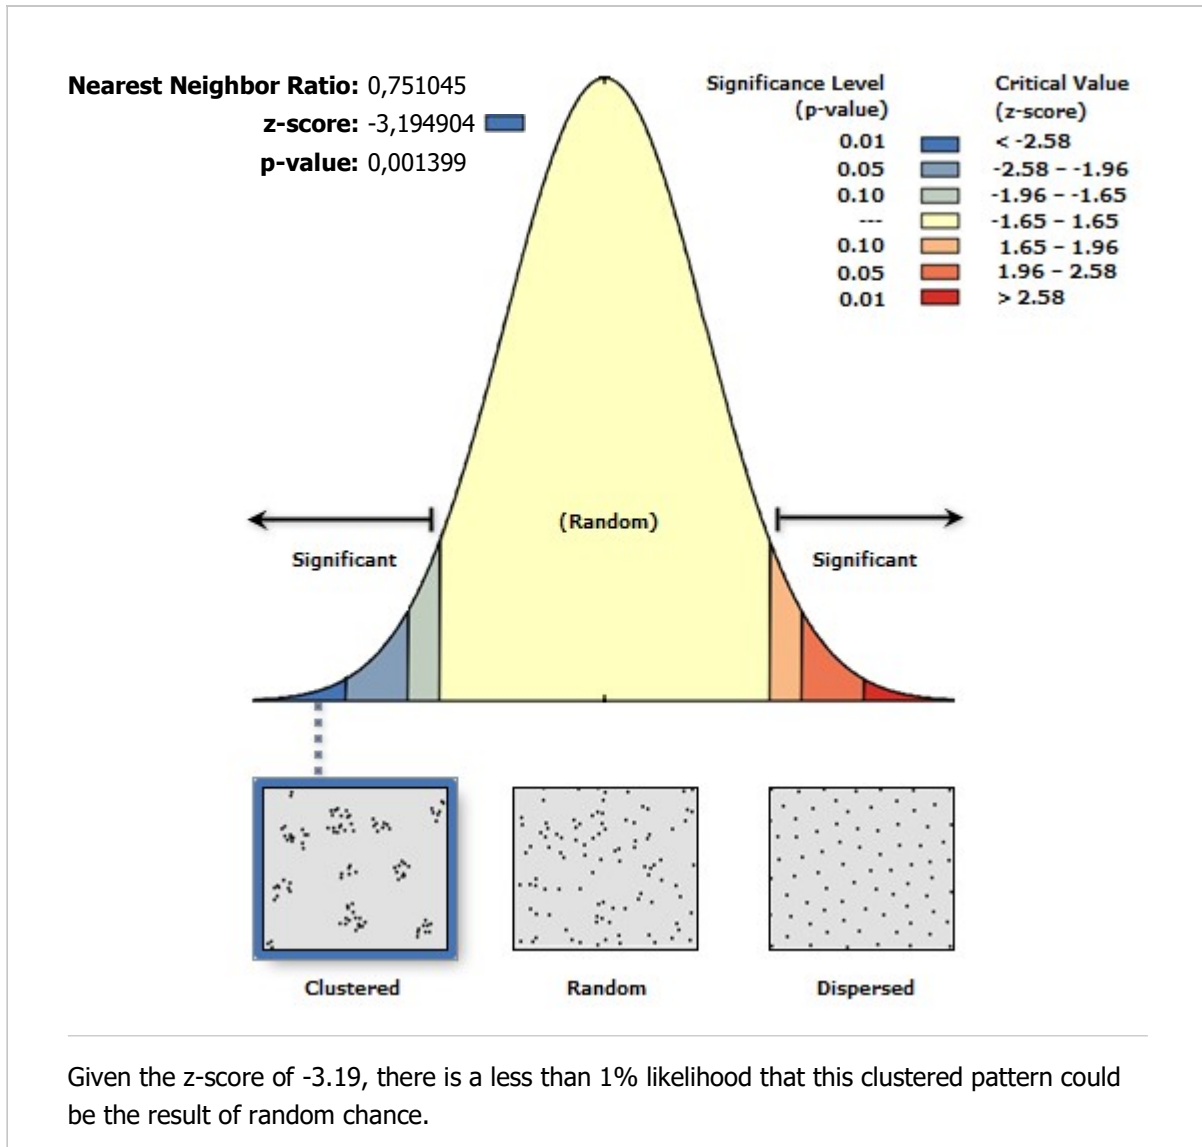 Nearest Neighbor Ratio: 0,751045
z-score: -3,194904
p-value: 0,001399
Significance Level Critical Value
(p-value) (z-score)
0.01 < -2.58
0.05 -2.58 – -1.96
0.10 -1.96 – -1.65
--- -1.65 – 1.65
0.10 1.65 – 1.96
0.05 1.96 – 2.58
0.01 > 2.58
(Random)
Significant Significant
Clustered Random Dispersed
Given the z-score of -3.19, there is a less than 1% likelihood that this clustered pattern could
be the result of random chance.